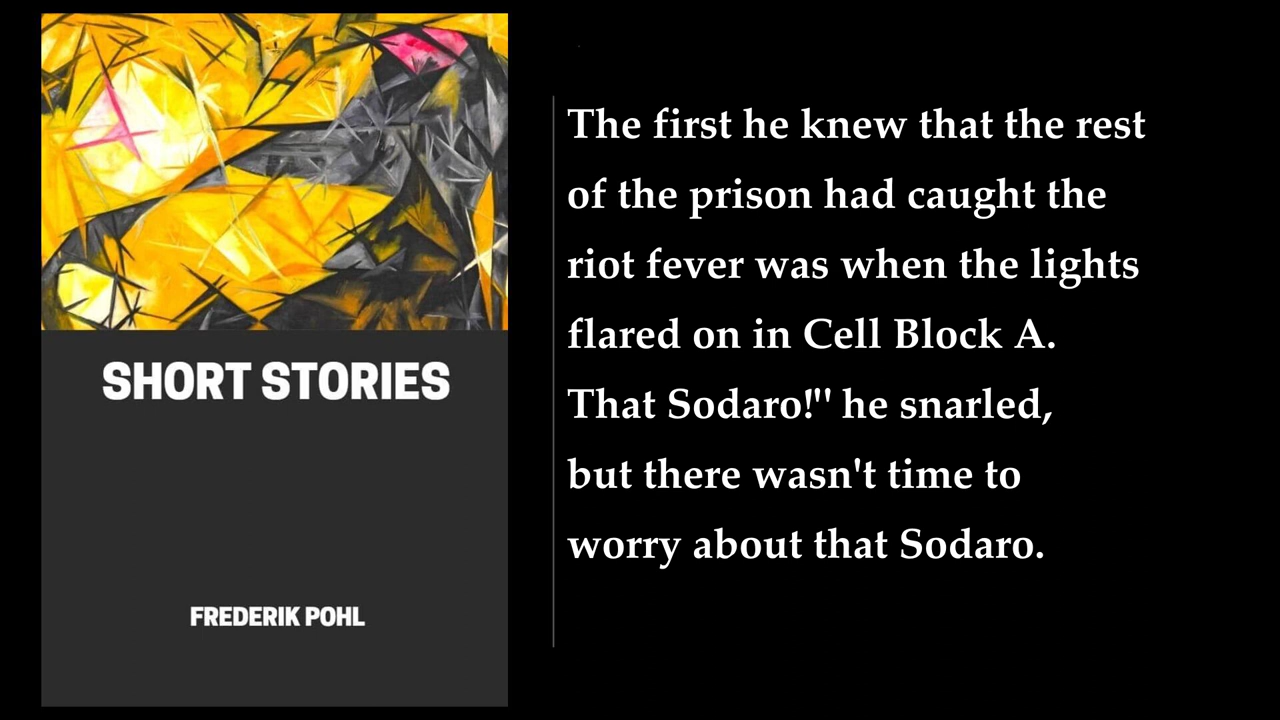 SHORT STORIES
FREDERIK POHL
The first he knew that the rest
of the prison had caught the
riot fever was when the lights
flared on in Cell Block A.
That Sodaro!"' he snarled,
but there wasn't time to
worry about that Sodaro.